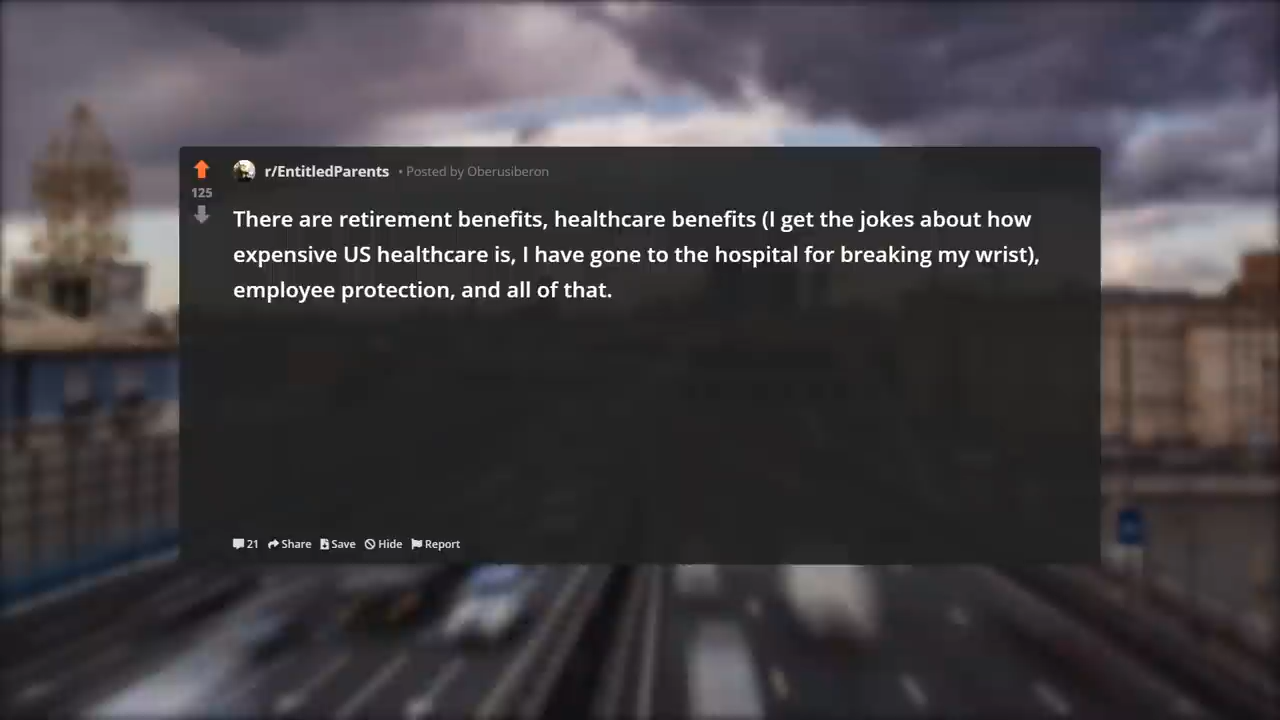 r/EntitledParents • Posted by Oberusiberon
125
There are retirement benefits, healthcare benefits (I get the jokes about how
expensive US healthcare is, I have gone to the hospital for breaking my wrist),
employee protection, and all of that.
21 Share Save Hide Report